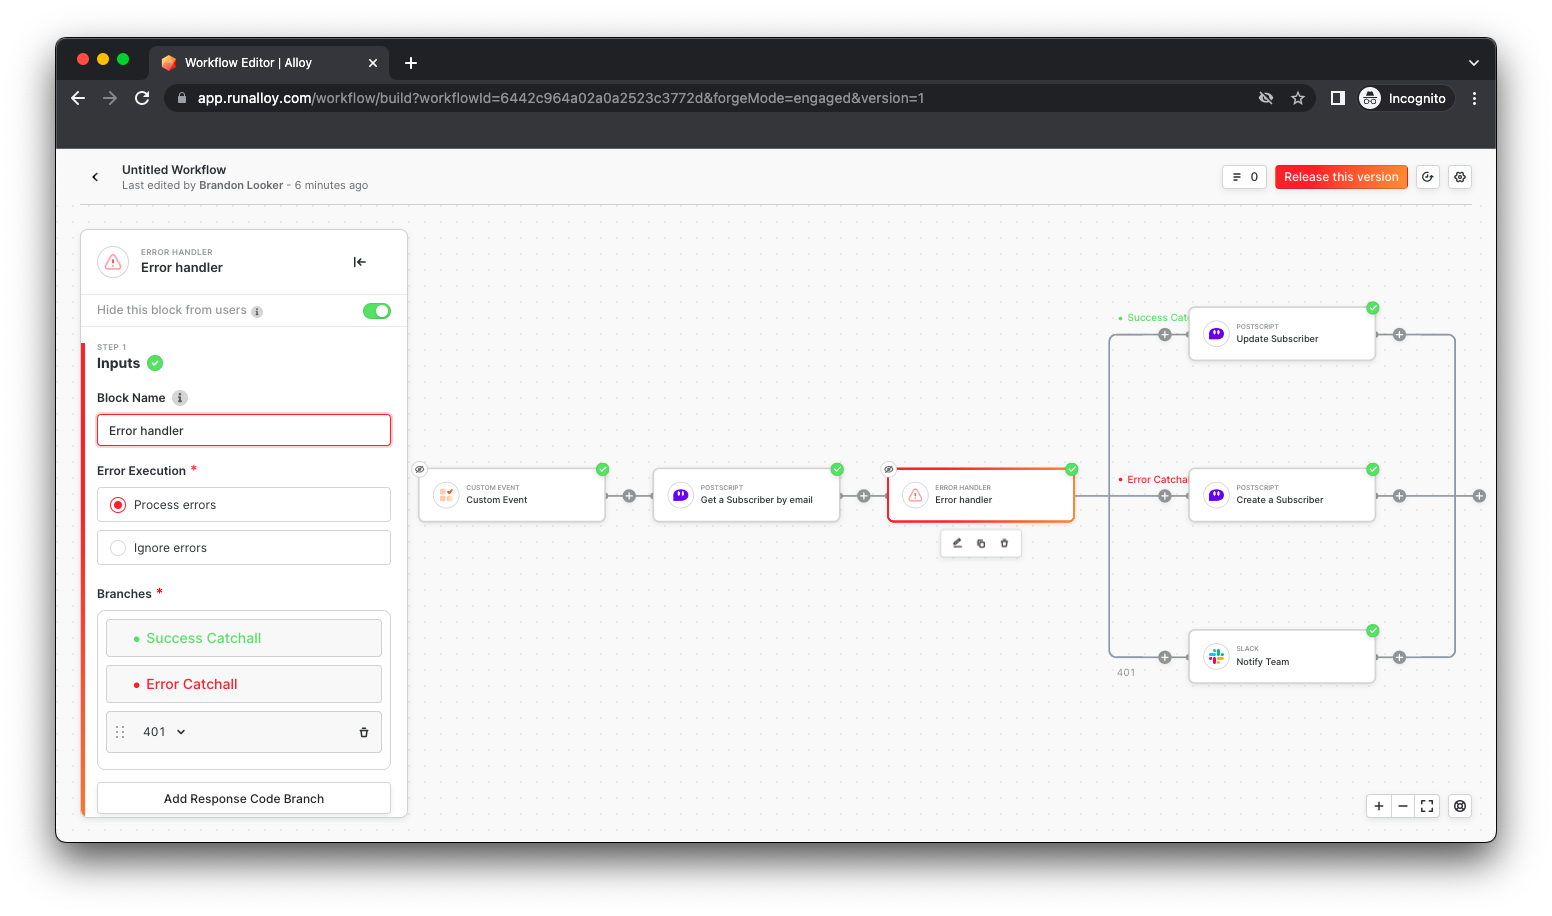 Workflow Editor | Alloy
app.runalloy.com/workflow/build?workflowId=6442c964a02a0a2523c3772d&forgeMode=engaged&version=1
Incognito
Untitled Workflow
Last edited by Brandon Looker - 6 minutes ago
0
Release this version
ERROR HANDLER
Error handler
Hide this block from users
STEP 1
Inputs
Block Name
Error handler
Error Execution *
Process errors
Ignore errors
Branches *
Success Catchall
Error Catchall
401
Add Response Code Branch
CUSTOM EVENT
Custom Event
POSTSCRIPT
Get a Subscriber by email
ERROR HANDLER
Error handler
Success Cat
POSTSCRIPT
Update Subscriber
Error Catcha
POSTSCRIPT
Create a Subscriber
401
SLACK
Notify Team